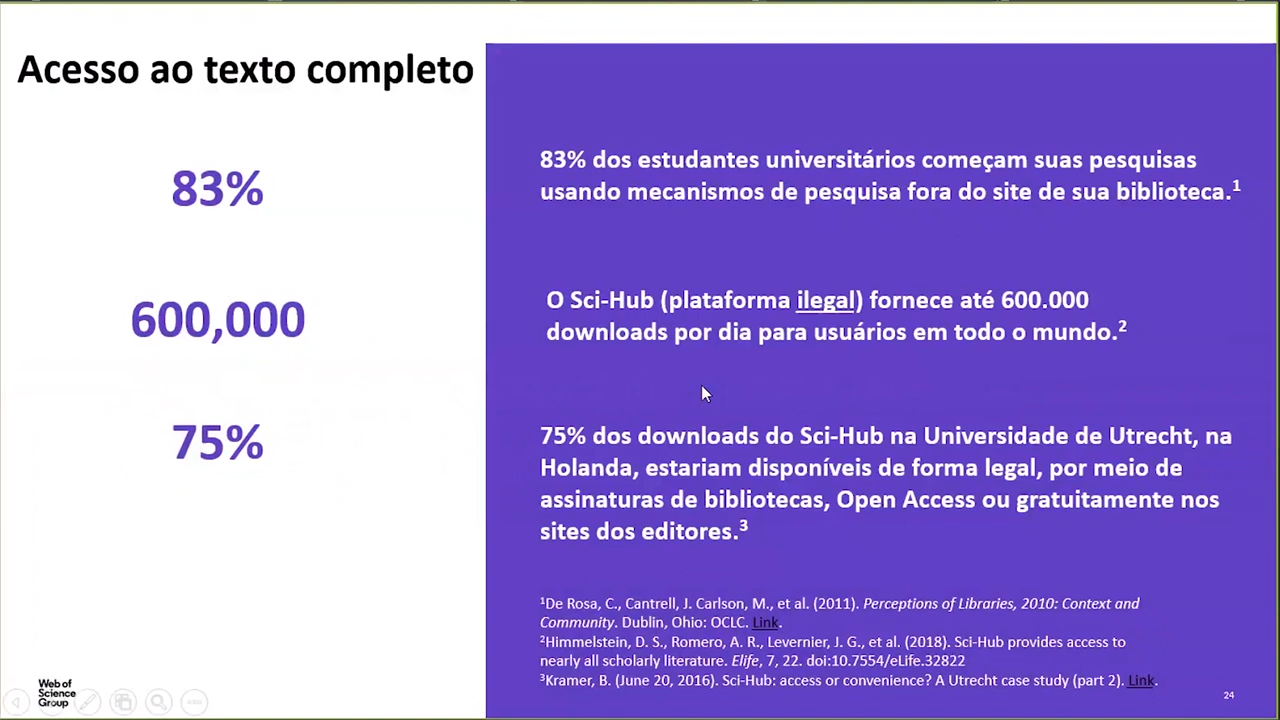 Acesso ao texto completo
83%
83% dos estudantes universitários começam suas pesquisas
usando mecanismos de pesquisa fora do site de sua biblioteca.¹
600,000
O Sci-Hub (plataforma ilegal) fornece até 600.000
downloads por dia para usuários em todo o mundo.²
75%
75% dos downloads do Sci-Hub na Universidade de Utrecht, na
Holanda, estariam disponíveis de forma legal, por meio de
assinaturas de bibliotecas, Open Access ou gratuitamente nos
sites dos editores.³
¹De Rosa, C., Cantrell, J. Carlson, M., et al. (2011). Perceptions of Libraries, 2010: Context and
Community. Dublin, Ohio: OCLC. Link.
²Himmelstein, D. S., Romero, A. R., Levernier, J. G., et al. (2018). Sci-Hub provides access to
nearly all scholarly literature. Elife, 7, 22. doi:10.7554/eLife.32822
³Kramer, B. (June 20, 2016). Sci-Hub: access or convenience? A Utrecht case study (part 2). Link.
Web of
Science
Group
24